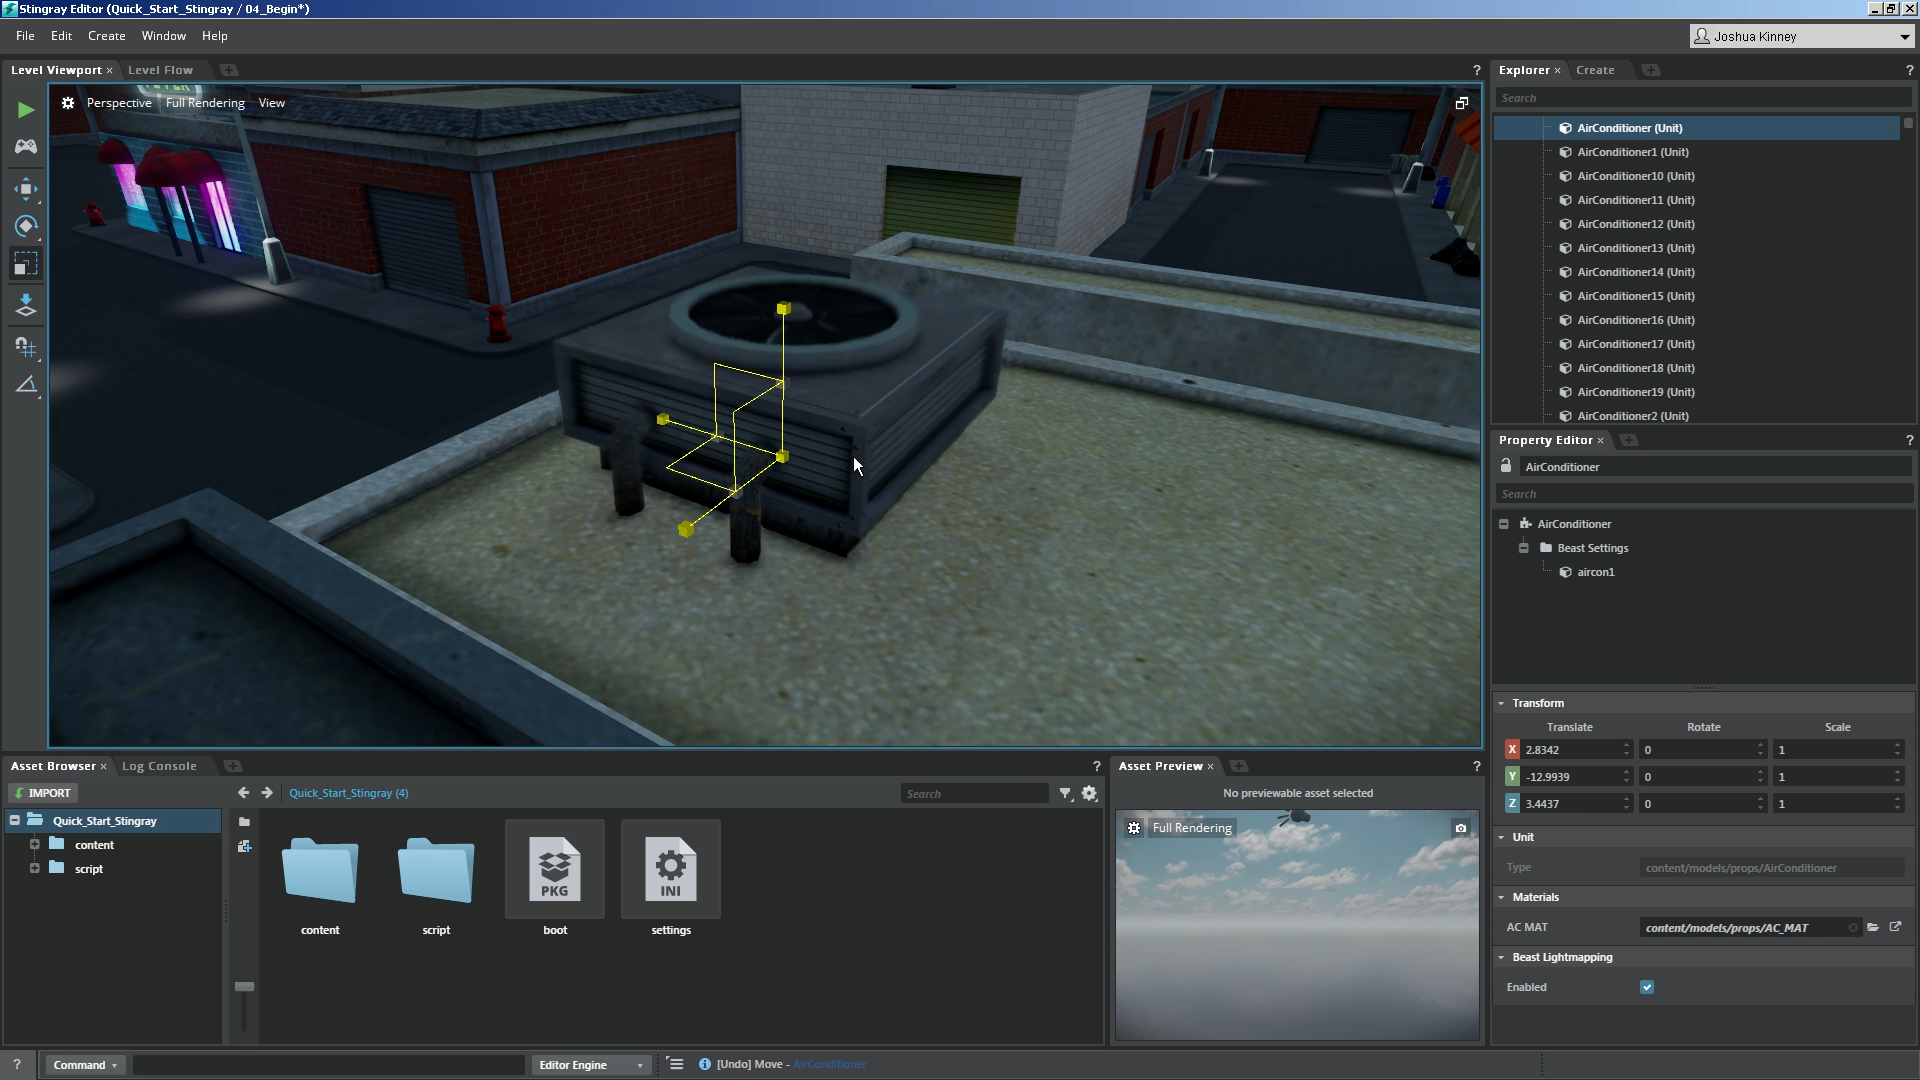 Stingray Editor (Quick_Start_Stingray / 04_Begin*)
File Edit Create Window Help
Joshua Kinney
Level Viewport × Level Flow
?
Perspective Full Rendering View
Explorer × Create
?
Search
AirConditioner (Unit)
AirConditioner1 (Unit)
AirConditioner10 (Unit)
AirConditioner11 (Unit)
AirConditioner12 (Unit)
AirConditioner13 (Unit)
AirConditioner14 (Unit)
AirConditioner15 (Unit)
AirConditioner16 (Unit)
AirConditioner17 (Unit)
AirConditioner18 (Unit)
AirConditioner19 (Unit)
AirConditioner2 (Unit)
Property Editor ×
?
AirConditioner
Search
AirConditioner
Beast Settings
aircon1
Transform
Translate Rotate Scale
X 2.8342 0 1
Y -12.9939 0 1
Z 3.4437 0 1
Unit
Type content/models/props/AirConditioner
Materials
AC MAT content/models/props/AC_MAT
Beast Lightmapping
Enabled
Asset Browser × Log Console
?
IMPORT
Quick_Start_Stingray (4)
Search
Quick_Start_Stingray
content
script
PKG
INI
content
script
boot
settings
Asset Preview ×
?
No previewable asset selected
Full Rendering
?
Command
Editor Engine
[Undo] Move - AirConditioner